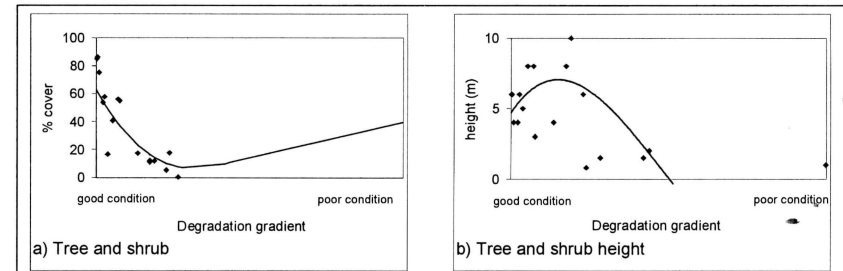 100
80
60
40
20
0
% cover
good condition poor condition
Degradation gradient
a) Tree and shrub
10
5
0
height (m)
good condition poor condition
Degradation gradient
b) Tree and shrub height